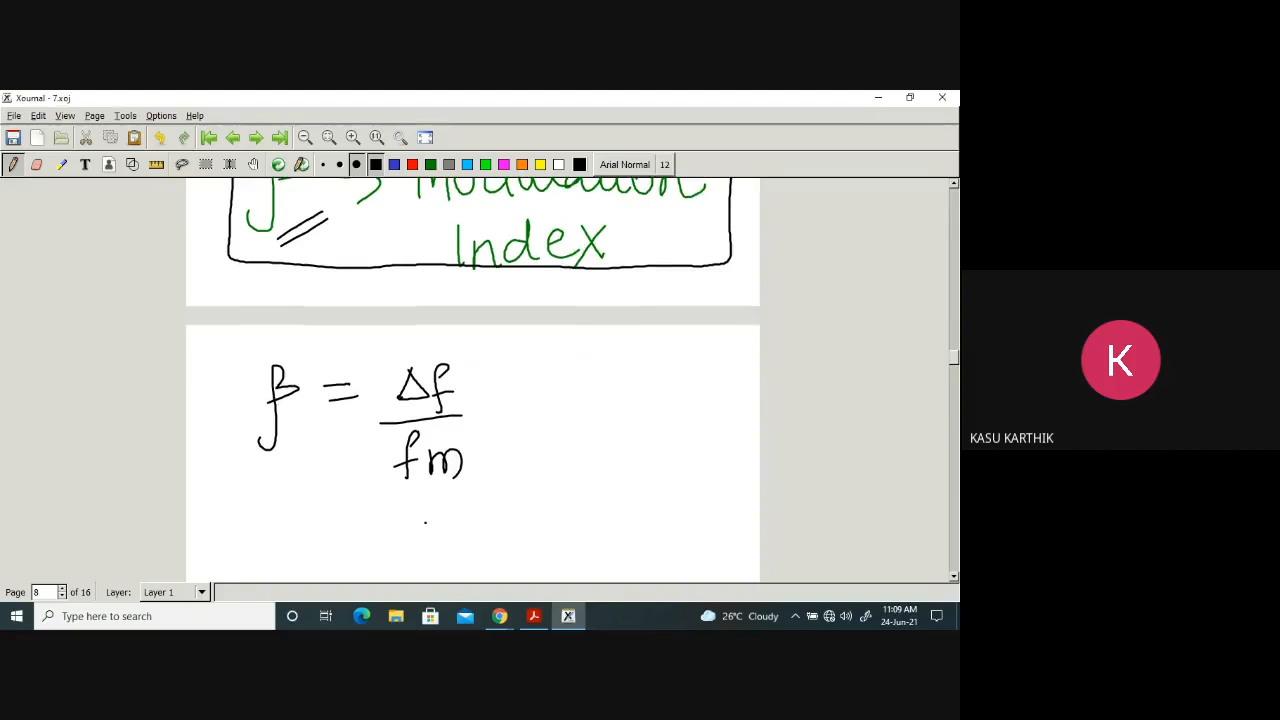 Xournal - 7.xoj
File Edit View Page Tools Options Help
Arial Normal 12
β → Modulation
Index
β = Δf
fm
K
KASU KARTHIK
Page 8 of 16 Layer: Layer 1
Type here to search
26°C Cloudy
11:09 AM
24-Jun-21